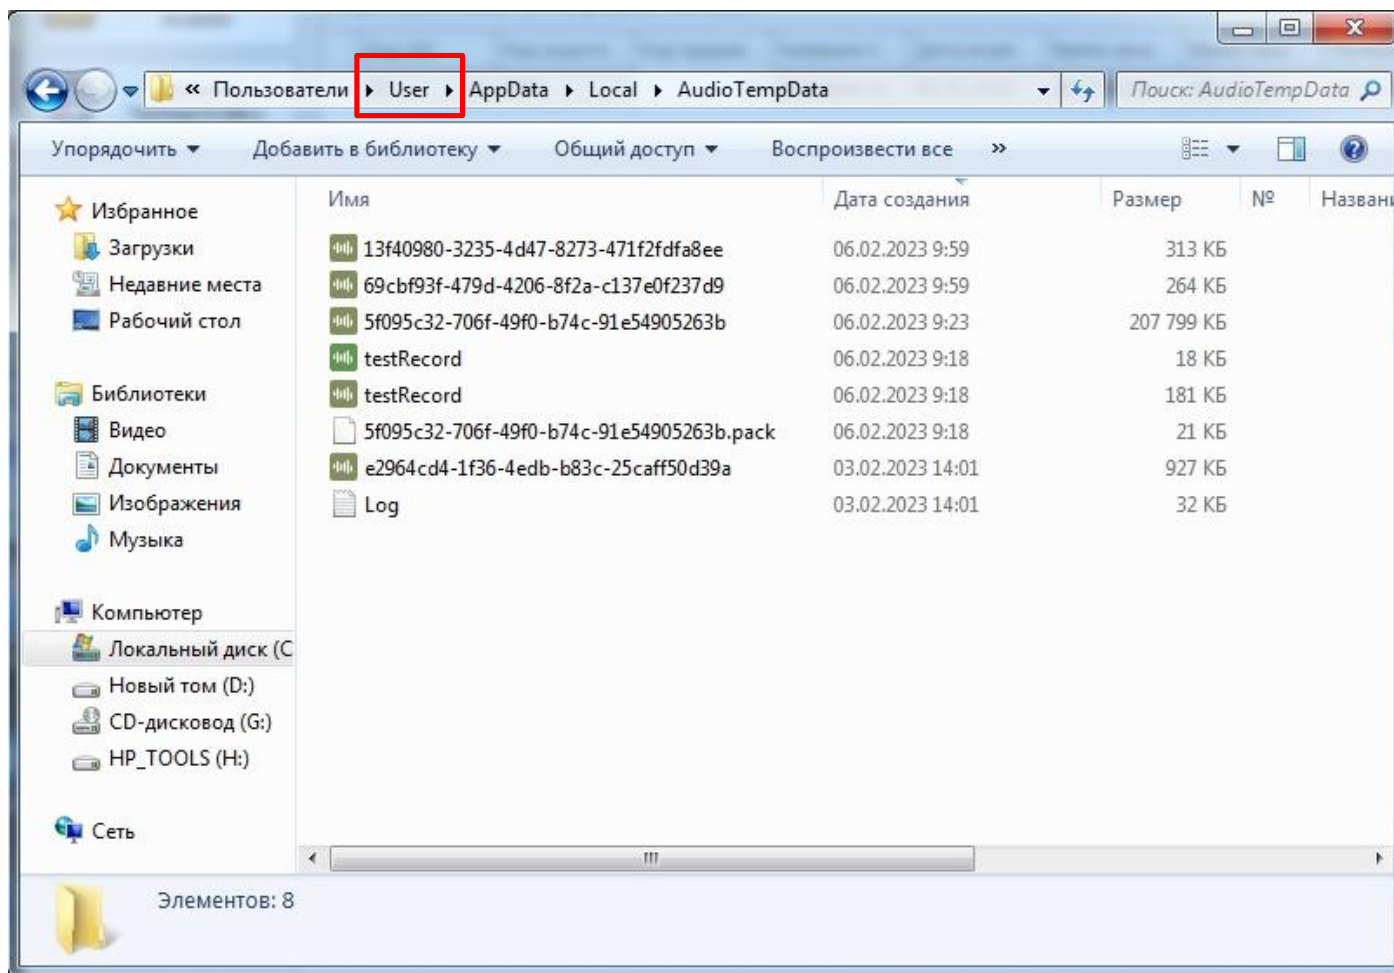 « Пользователи ▸ User ▸ AppData ▸ Local ▸ AudioTempData
Поиск: AudioTempData
Упорядочить Добавить в библиотеку Общий доступ Воспроизвести все »
Имя Дата создания Размер № Назван
Избранное
Загрузки
Недавние места
Рабочий стол
Библиотеки
Видео
Документы
Изображения
Музыка
Компьютер
Локальный диск (C
Новый том (D:)
CD-дисковод (G:)
HP_TOOLS (H:)
Сеть
13f40980-3235-4d47-8273-471f2fdfa8ee 06.02.2023 9:59 313 КБ
69cbf93f-479d-4206-8f2a-c137e0f237d9 06.02.2023 9:59 264 КБ
5f095c32-706f-49f0-b74c-91e54905263b 06.02.2023 9:23 207 799 КБ
testRecord 06.02.2023 9:18 18 КБ
testRecord 06.02.2023 9:18 181 КБ
5f095c32-706f-49f0-b74c-91e54905263b.pack 06.02.2023 9:18 21 КБ
e2964cd4-1f36-4edb-b83c-25caff50d39a 03.02.2023 14:01 927 КБ
Log 03.02.2023 14:01 32 КБ
Элементов: 8